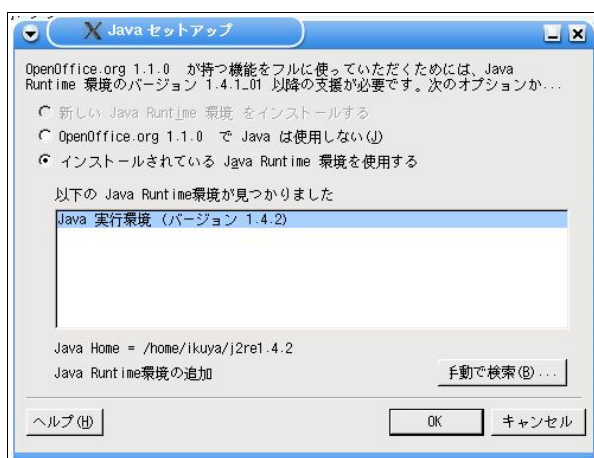 Java セットアップ
OpenOffice.org 1.1.0 が持つ機能をフルに使っていただくためには、Java
Runtime 環境のバージョン 1.4.1_01 以降の支援が必要です。次のオプションか...
新しい Java Runtime 環境 をインストールする
OpenOffice.org 1.1.0 で Java は使用しない(J)
インストールされている Java Runtime 環境を使用する
以下の Java Runtime環境が見つかりました
Java 実行環境 (バージョン 1.4.2)
Java Home = /home/ikuya/j2re1.4.2
Java Runtime環境の追加
手動で検索(B)...
ヘルプ(H)
OK
キャンセル